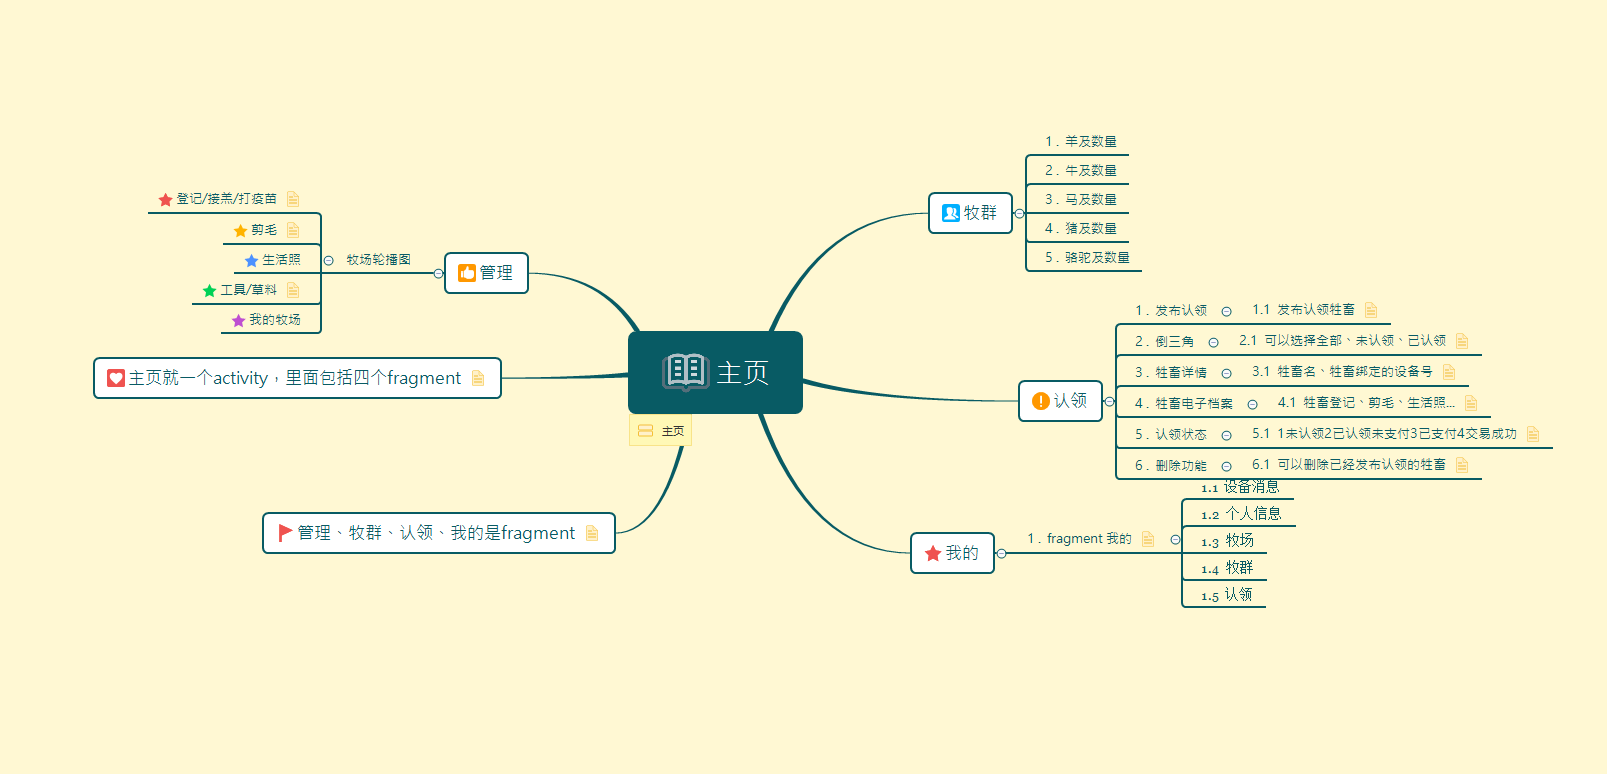 主页
主页
管理
牧场轮播图
登记/接羔/打疫苗
剪毛
生活照
工具/草料
我的牧场
主页就一个activity，里面包括四个fragment
管理、牧群、认领、我的是fragment
牧群
1. 羊及数量
2. 牛及数量
3. 马及数量
4. 猪及数量
5. 骆驼及数量
认领
1. 发布认领
1.1 发布认领牲畜
2. 倒三角
2.1 可以选择全部、未认领、已认领
3. 牲畜详情
3.1 牲畜名、牲畜绑定的设备号
4. 牲畜电子档案
4.1 牲畜登记、剪毛、生活照...
5. 认领状态
5.1 1未认领2已认领未支付3已支付4交易成功
6. 删除功能
6.1 可以删除已经发布认领的牲畜
我的
1. fragment 我的
1.1 设备消息
1.2 个人信息
1.3 牧场
1.4 牧群
1.5 认领